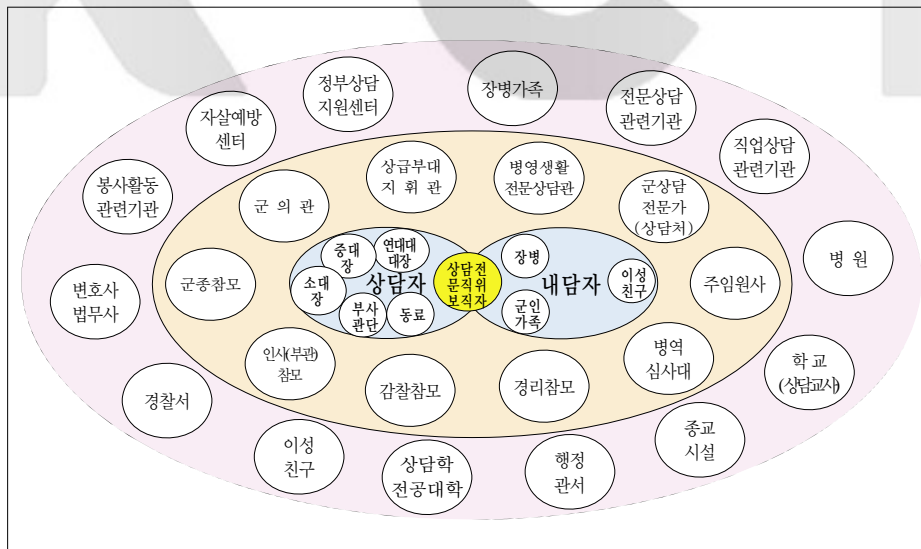 정부상담
지원센터
장병가족
전문상담
관련기관
자살예방
센터
직업상담
관련기관
봉사활동
관련기관
병 원
변호사
법무사
학 교
(상담교사)
경찰서
종교
시설
이성
친구
상담학
전공대학
행정
관서
상급부대
지 휘 관
병영생활
전문상담관
군 의 관
군상담
전문가
(상담처)
군종참모
주임원사
인사(부관)
참모
병역
심사대
감찰참모
경리참모
중대
장
연대대
대장
소대
장
상담자
부사
관단
동료
상담전
문직위
보직자
장병
내담자
이성
친구
군인
가족